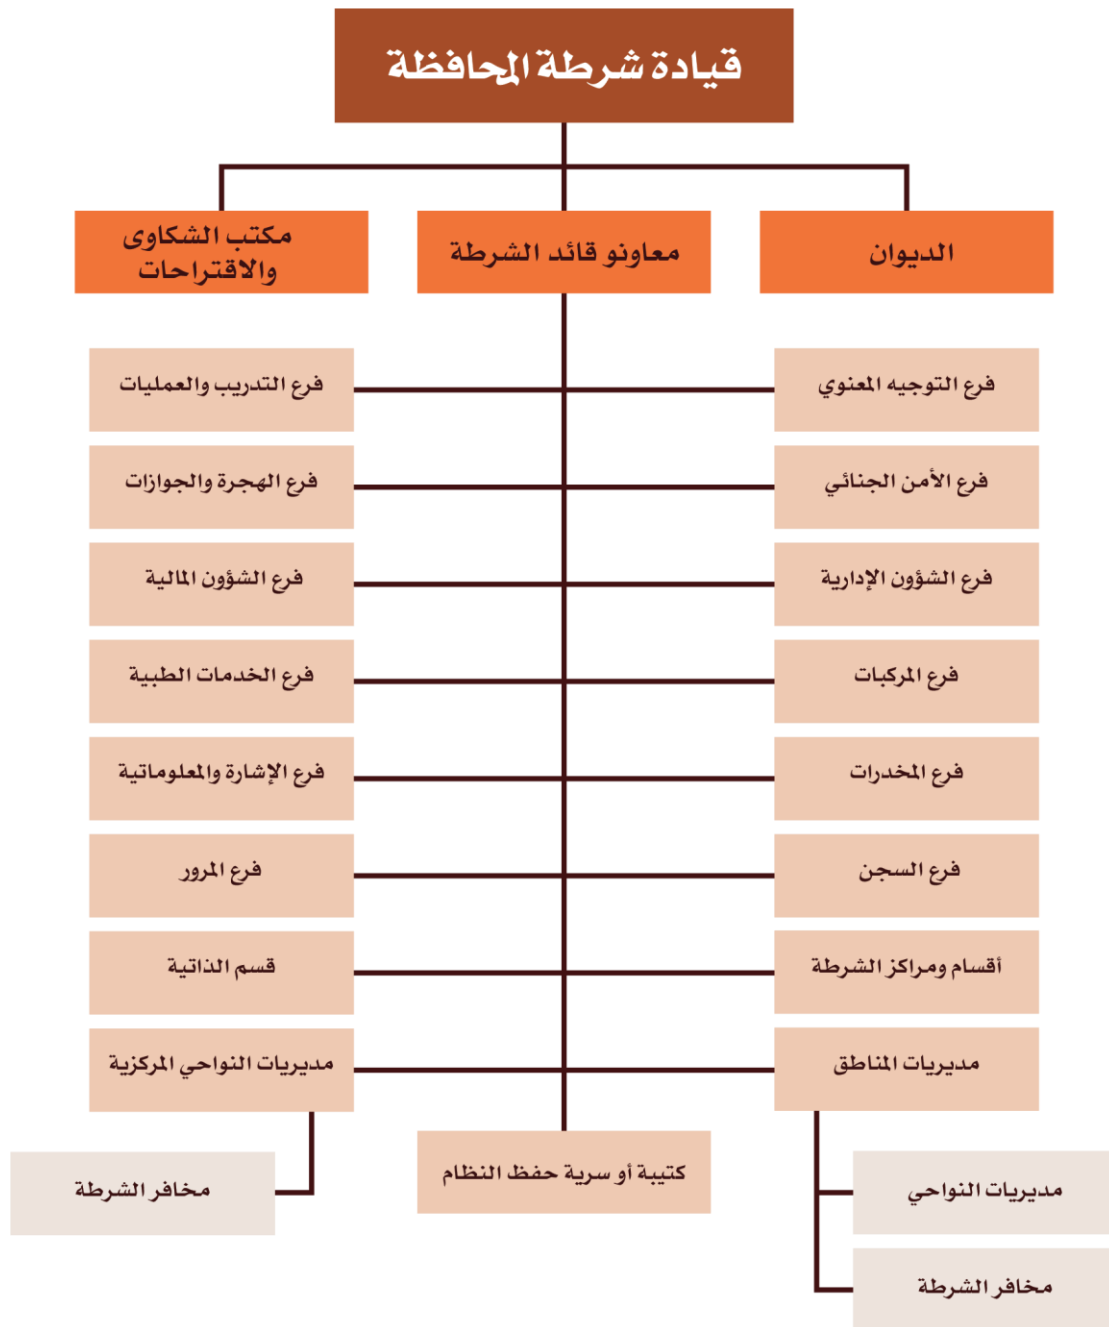 قيادة شرطة المحافظة
الديوان
معاونو قائد الشرطة
مكتب الشكاوى
والاقتراحات
فرع التوجيه المعنوي
فرع التدريب والعمليات
فرع الأمن الجنائي
فرع الهجرة والجوازات
فرع الشؤون الإدارية
فرع الشؤون المالية
فرع المركبات
فرع الخدمات الطبية
فرع المخدرات
فرع الإشارة والمعلوماتية
فرع السجن
فرع المرور
أقسام ومراكز الشرطة
قسم الذاتية
مديريات المناطق
مديريات النواحي المركزية
مديريات النواحي
كتيبة أو سرية حفظ النظام
مخافر الشرطة
مخافر الشرطة